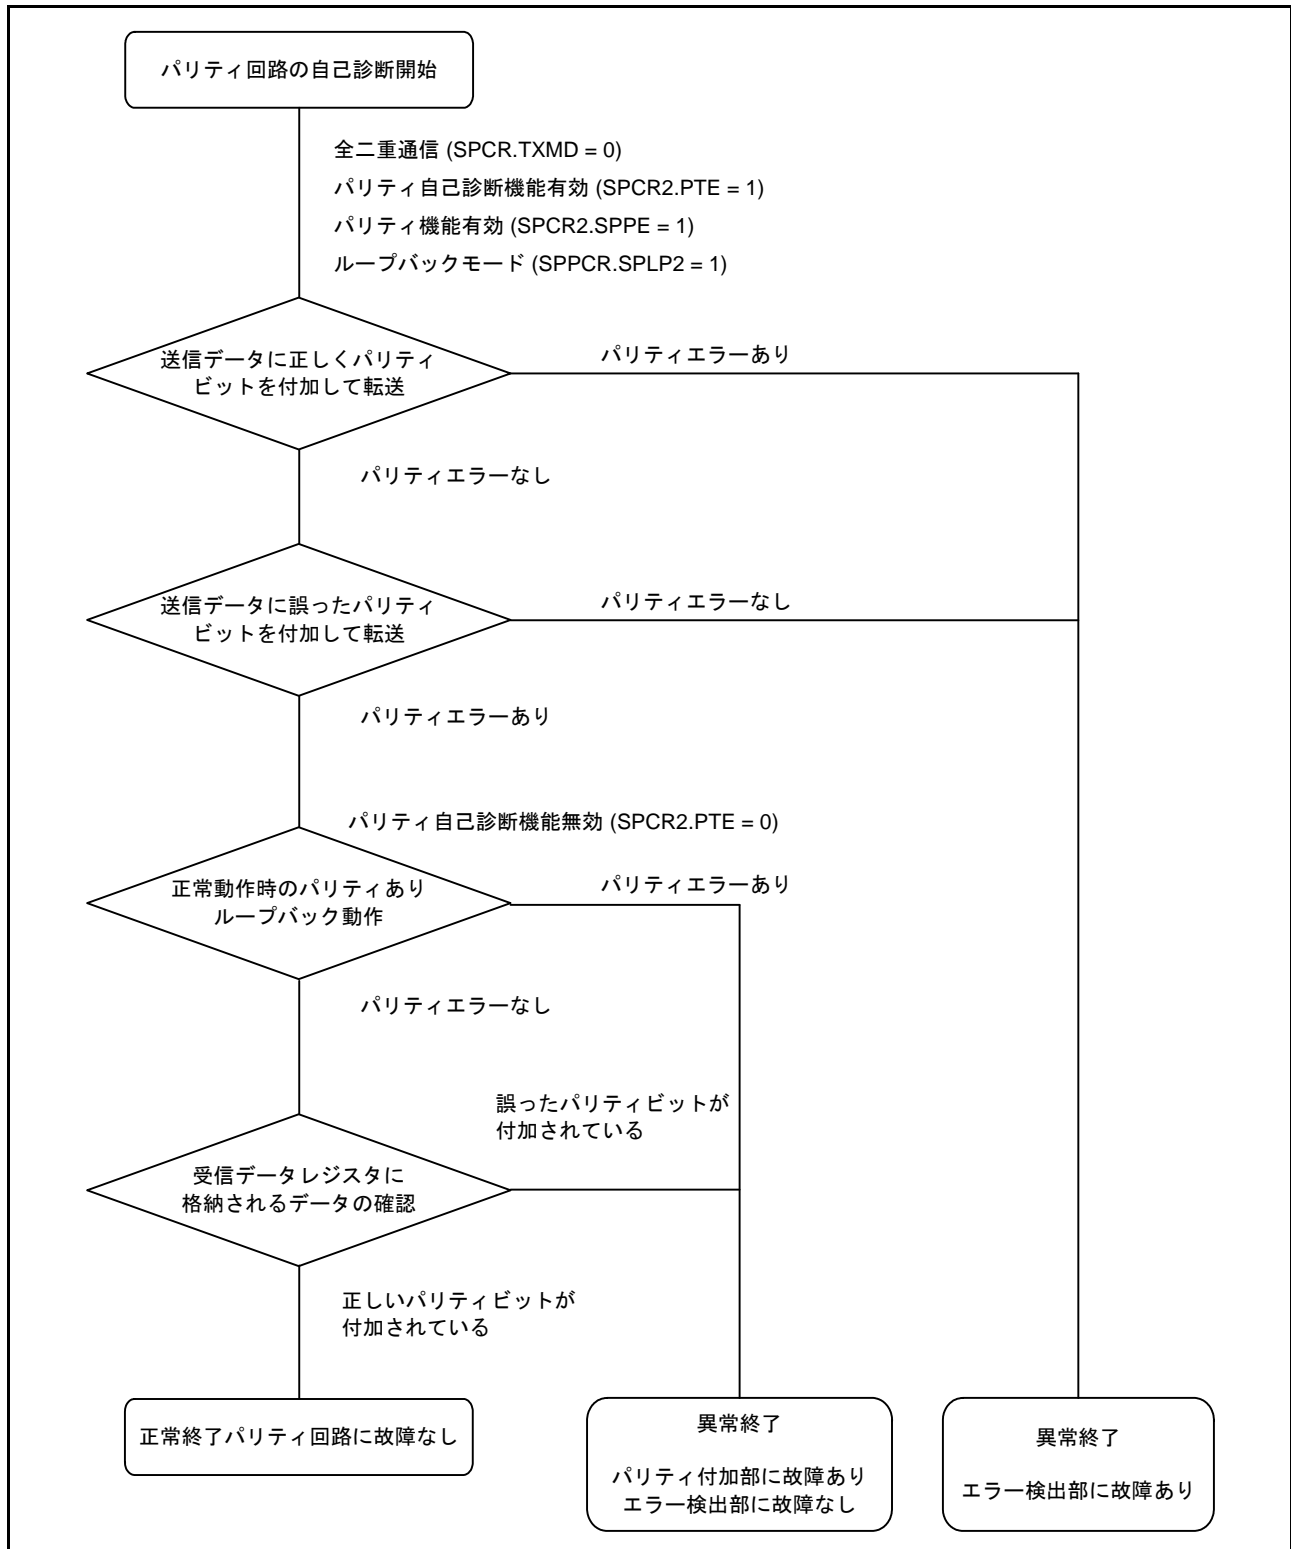 パリティ回路の自己診断開始
全二重通信 (SPCR.TXMD = 0)
パリティ自己診断機能有効 (SPCR2.PTE = 1)
パリティ機能有効 (SPCR2.SPPE = 1)
ループバックモード (SPPCR.SPLP2 = 1)
送信データに正しくパリティ
ビットを付加して転送
パリティエラーあり
パリティエラーなし
送信データに誤ったパリティ
ビットを付加して転送
パリティエラーなし
パリティエラーあり
パリティ自己診断機能無効 (SPCR2.PTE = 0)
正常動作時のパリティあり
ループバック動作
パリティエラーあり
パリティエラーなし
誤ったパリティビットが
付加されている
受信データレジスタに
格納されるデータの確認
正しいパリティビットが
付加されている
正常終了パリティ回路に故障なし
異常終了
パリティ付加部に故障あり
エラー検出部に故障なし
異常終了
エラー検出部に故障あり